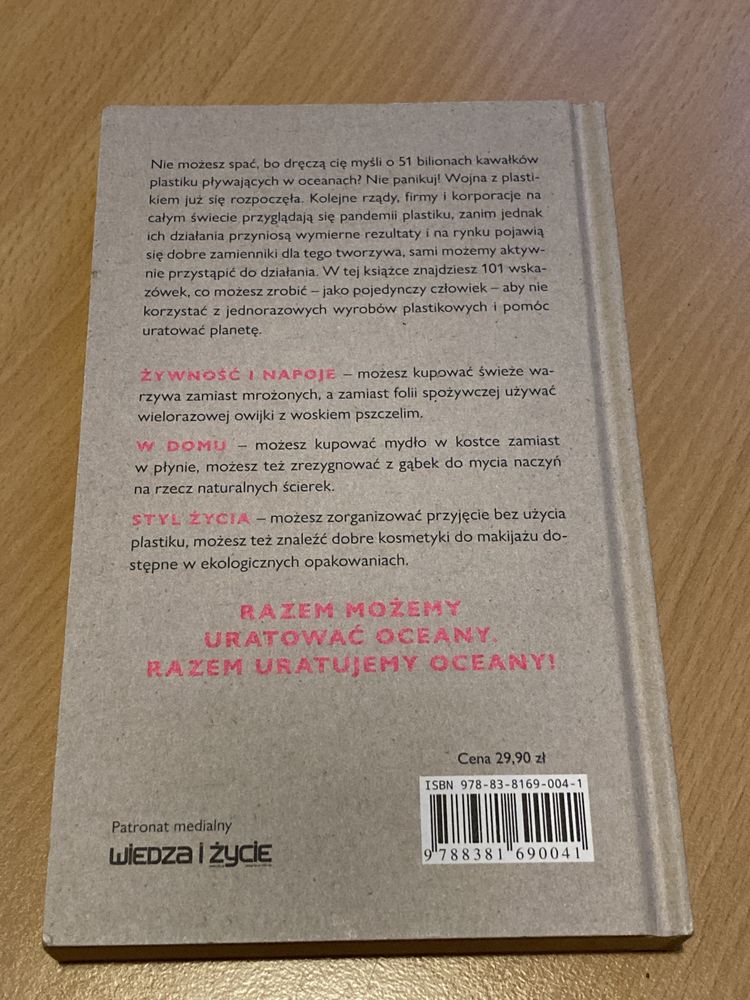 Nie możesz spać, bo dręczą cię myśli o 51 bilionach kawałków
plastiku pływających w oceanach? Nie panikuj! Wojna z plasti-
kiem już się rozpoczęła. Kolejne rządy, firmy i korporacje na
całym świecie przyglądają się pandemii plastiku, zanim jednak
ich działania przyniosą wymierne rezultaty i na rynku pojawią
się dobre zamienniki dla tego tworzywa, sami możemy aktyw-
nie przystąpić do działania. W tej książce znajdziesz 101 wska-
zówek, co możesz zrobić – jako pojedynczy człowiek – aby nie
korzystać z jednorazowych wyrobów plastikowych i pomóc
uratować planetę.
ŻYWNOŚĆ I NAPOJE – możesz kupować świeże wa-
rzywa zamiast mrożonych, a zamiast folii spożywczej używać
wielorazowej owijki z woskiem pszczelim.
W DOMU – możesz kupować mydło w kostce zamiast
w płynie, możesz też zrezygnować z gąbek do mycia naczyń
na rzecz naturalnych ścierek.
STYL ŻYCIA – możesz zorganizować przyjęcie bez użycia
plastiku, możesz też znaleźć dobre kosmetyki do makijażu do-
stępne w ekologicznych opakowaniach.
RAZEM MOŻEMY
URATOWAĆ OCEANY.
RAZEM URATUJEMY OCEANY!
Cena 29,90 zł
ISBN 978-83-8169-004-1
9 788381 690041
Patronat medialny
WIEDZA I ŻYCIE